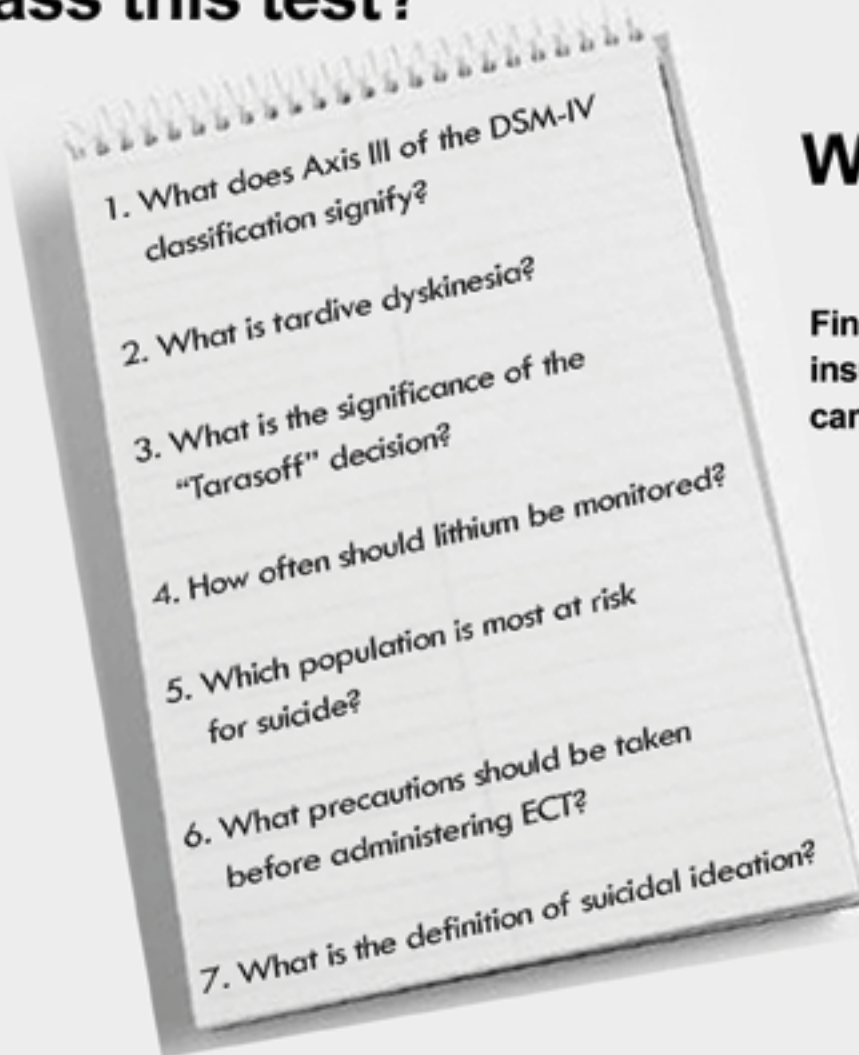 this test?
1. What does Axis III of the DSM-IV
classification signify?
2. What is tardive dyskinesia?
3. What is the significance of the
“Tarasoff” decision?
4. How often should lithium be monitored?
5. Which population is most at risk
for suicide?
6. What precautions should be taken
before administering ECT?
7. What is the definition of suicidal ideation?